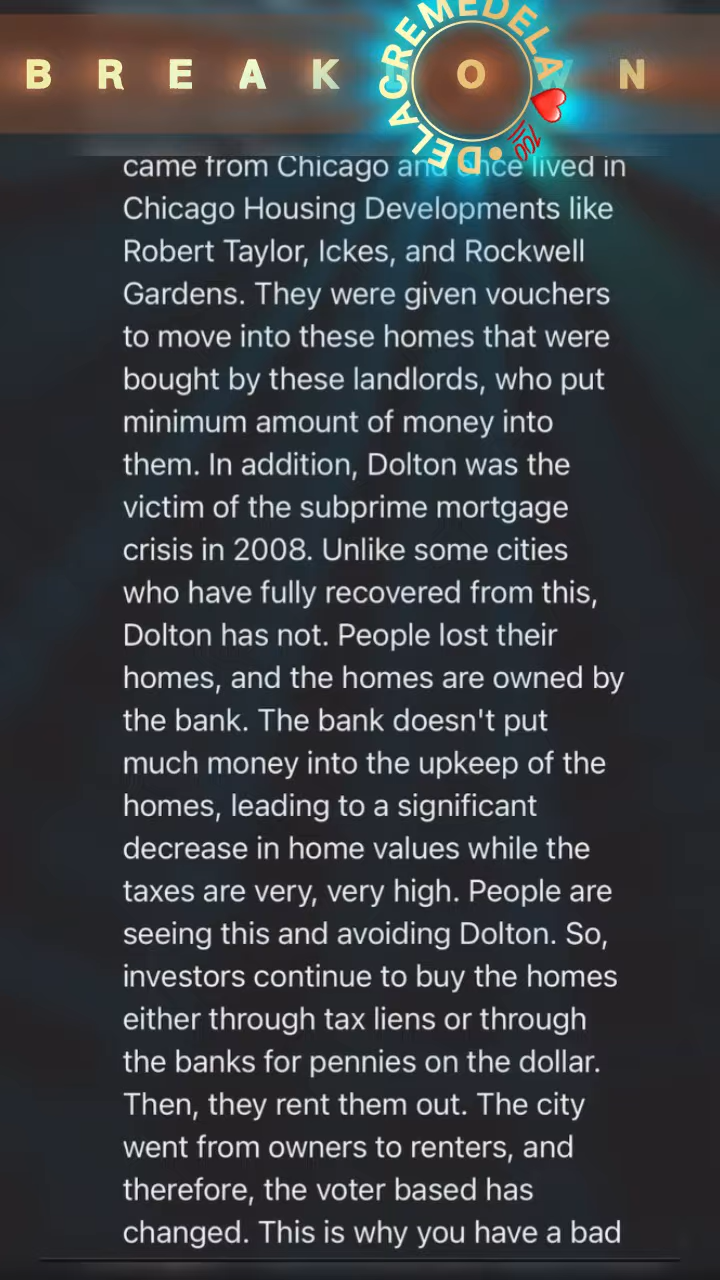 B R E A K D O W N
DELACREMEDELA
100
came from Chicago and once lived in
Chicago Housing Developments like
Robert Taylor, Ickes, and Rockwell
Gardens. They were given vouchers
to move into these homes that were
bought by these landlords, who put
minimum amount of money into
them. In addition, Dolton was the
victim of the subprime mortgage
crisis in 2008. Unlike some cities
who have fully recovered from this,
Dolton has not. People lost their
homes, and the homes are owned by
the bank. The bank doesn't put
much money into the upkeep of the
homes, leading to a significant
decrease in home values while the
taxes are very, very high. People are
seeing this and avoiding Dolton. So,
investors continue to buy the homes
either through tax liens or through
the banks for pennies on the dollar.
Then, they rent them out. The city
went from owners to renters, and
therefore, the voter based has
changed. This is why you have a bad